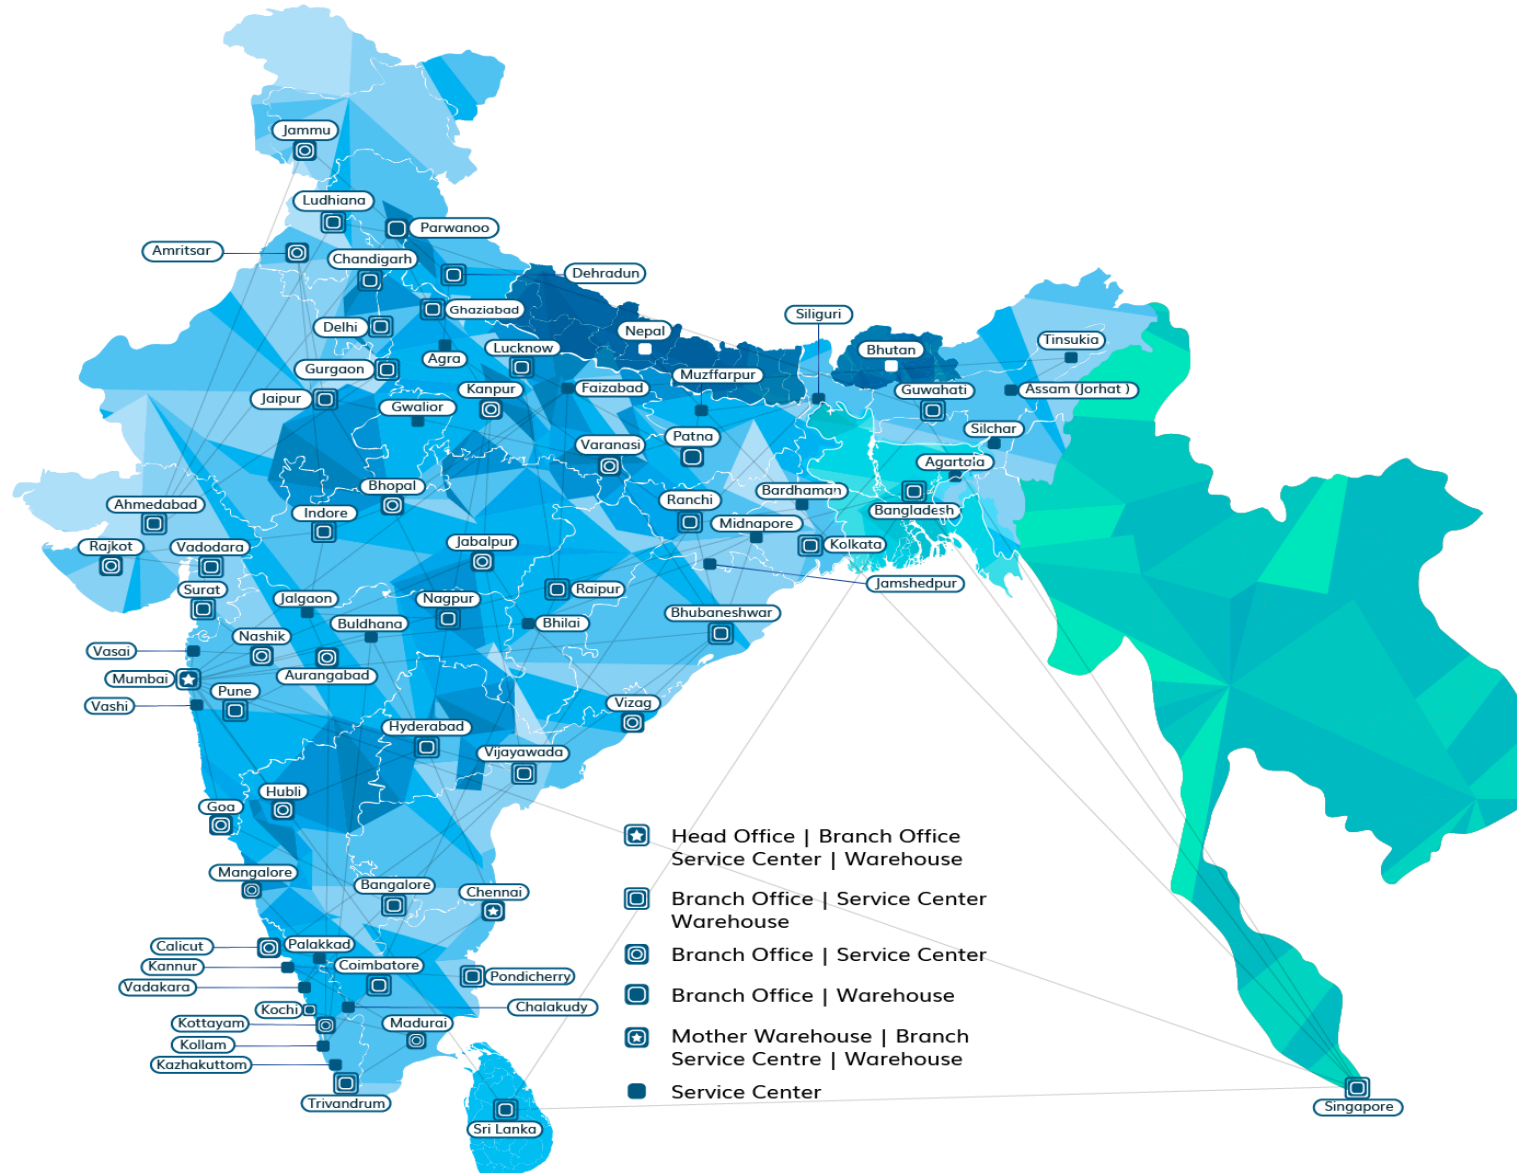 Jammu
Ludhiana
Parwanoo
Amritsar
Chandigarh
Dehradun
Ghaziabad
Siliguri
Delhi
Nepal
Tinsukia
Lucknow
Bhutan
Agra
Gurgaon
Muzffarpur
Kanpur
Faizabad
Guwahati
Assam (Jorhat )
Jaipur
Gwalior
Silchar
Varanasi
Patna
Agartala
Bhopal
Bardhaman
Ranchi
Ahmedabad
Indore
Bangladesh
Midnapore
Rajkot
Vadodara
Jabalpur
Kolkata
Jamshedpur
Surat
Raipur
Jalgaon
Nagpur
Bhubaneshwar
Buldhana
Bhilai
Nashik
Vasai
Aurangabad
Mumbai
Pune
Vashi
Vizag
Hyderabad
Vijayawada
Hubli
Goa
Mangalore
Bangalore
Chennai
Calicut
Palakkad
Kannur
Coimbatore
Pondicherry
Vadakara
Kochi
Chalakudy
Kottayam
Madurai
Kollam
Kazhakuttom
Trivandrum
Sri Lanka
Singapore
Head Office | Branch Office
Service Center | Warehouse
Branch Office | Service Center
Warehouse
Branch Office | Service Center
Branch Office | Warehouse
Mother Warehouse | Branch
Service Centre | Warehouse
Service Center